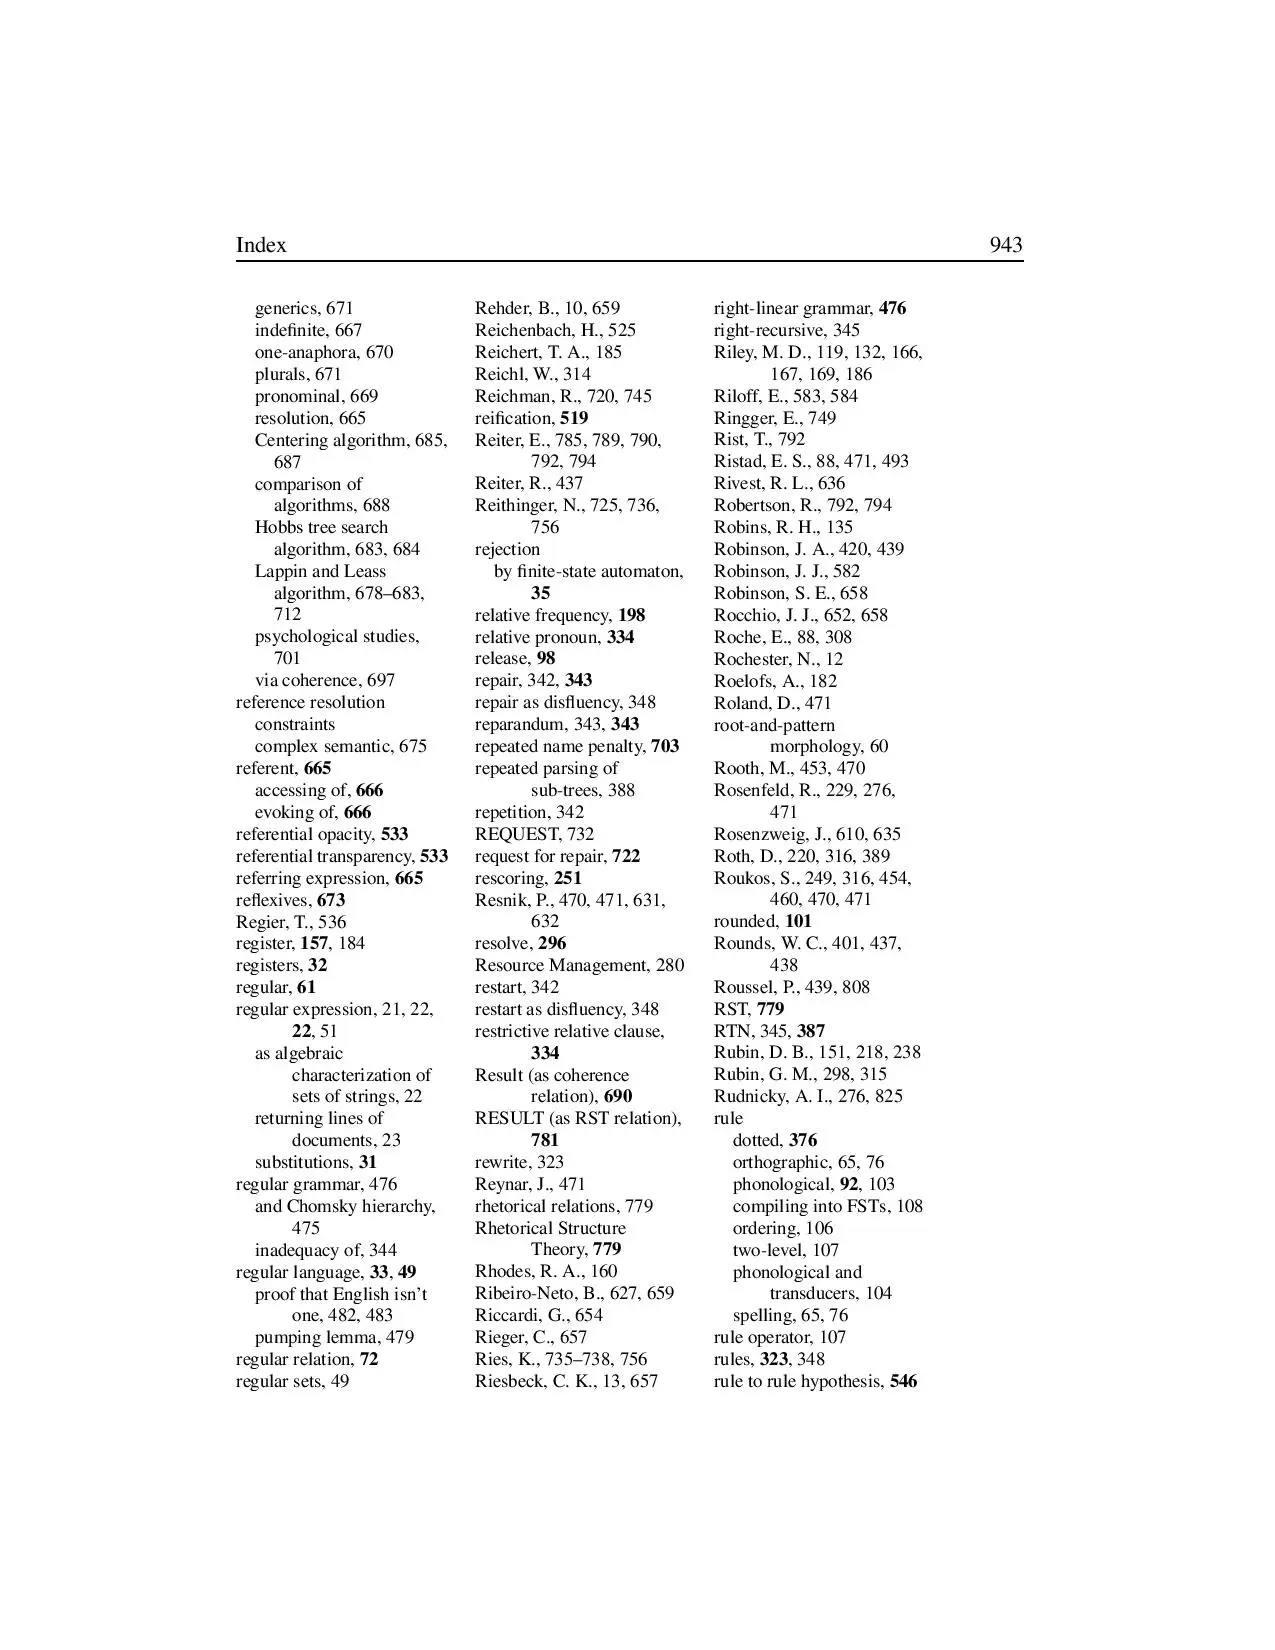 Index 943
generics, 671
indefinite, 667
one-anaphora, 670
plurals, 671
pronominal, 669
resolution, 665
Centering algorithm, 685,
687
comparison of
algorithms, 688
Hobbs tree search
algorithm, 683, 684
Lappin and Leass
algorithm, 678–683,
712
psychological studies,
701
via coherence, 697
reference resolution
constraints
complex semantic, 675
referent, 665
accessing of, 666
evoking of, 666
referential opacity, 533
referential transparency, 533
referring expression, 665
reflexives, 673
Regier, T., 536
register, 157, 184
registers, 32
regular, 61
regular expression, 21, 22,
22, 51
as algebraic
characterization of
sets of strings, 22
returning lines of
documents, 23
substitutions, 31
regular grammar, 476
and Chomsky hierarchy,
475
inadequacy of, 344
regular language, 33, 49
proof that English isn't
one, 482, 483
pumping lemma, 479
regular relation, 72
regular sets, 49
Rehder, B., 10, 659
Reichenbach, H., 525
Reichert, T. A., 185
Reichl, W., 314
Reichman, R., 720, 745
reification, 519
Reiter, E., 785, 789, 790,
792, 794
Reiter, R., 437
Reithinger, N., 725, 736,
756
rejection
by finite-state automaton,
35
relative frequency, 198
relative pronoun, 334
release, 98
repair, 342, 343
repair as disfluency, 348
reparandum, 343, 343
repeated name penalty, 703
repeated parsing of
sub-trees, 388
repetition, 342
REQUEST, 732
request for repair, 722
rescoring, 251
Resnik, P., 470, 471, 631,
632
resolve, 296
Resource Management, 280
restart, 342
restart as disfluency, 348
restrictive relative clause,
334
Result (as coherence
relation), 690
RESULT (as RST relation),
781
rewrite, 323
Reynar, J., 471
rhetorical relations, 779
Rhetorical Structure
Theory, 779
Rhodes, R. A., 160
Ribeiro-Neto, B., 627, 659
Riccardi, G., 654
Rieger, C., 657
Ries, K., 735–738, 756
Riesbeck, C. K., 13, 657
right-linear grammar, 476
right-recursive, 345
Riley, M. D., 119, 132, 166,
167, 169, 186
Riloff, E., 583, 584
Ringger, E., 749
Rist, T., 792
Ristad, E. S., 88, 471, 493
Rivest, R. L., 636
Robertson, R., 792, 794
Robins, R. H., 135
Robinson, J. A., 420, 439
Robinson, J. J., 582
Robinson, S. E., 658
Rocchio, J. J., 652, 658
Roche, E., 88, 308
Rochester, N., 12
Roelofs, A., 182
Roland, D., 471
root-and-pattern
morphology, 60
Rooth, M., 453, 470
Rosenfeld, R., 229, 276,
471
Rosenzweig, J., 610, 635
Roth, D., 220, 316, 389
Roukos, S., 249, 316, 454,
460, 470, 471
rounded, 101
Rounds, W. C., 401, 437,
438
Roussel, P., 439, 808
RST, 779
RTN, 345, 387
Rubin, D. B., 151, 218, 238
Rubin, G. M., 298, 315
Rudnicky, A. I., 276, 825
rule
dotted, 376
orthographic, 65, 76
phonological, 92, 103
compiling into FSTs, 108
ordering, 106
two-level, 107
phonological and
transducers, 104
spelling, 65, 76
rule operator, 107
rules, 323, 348
rule to rule hypothesis, 546